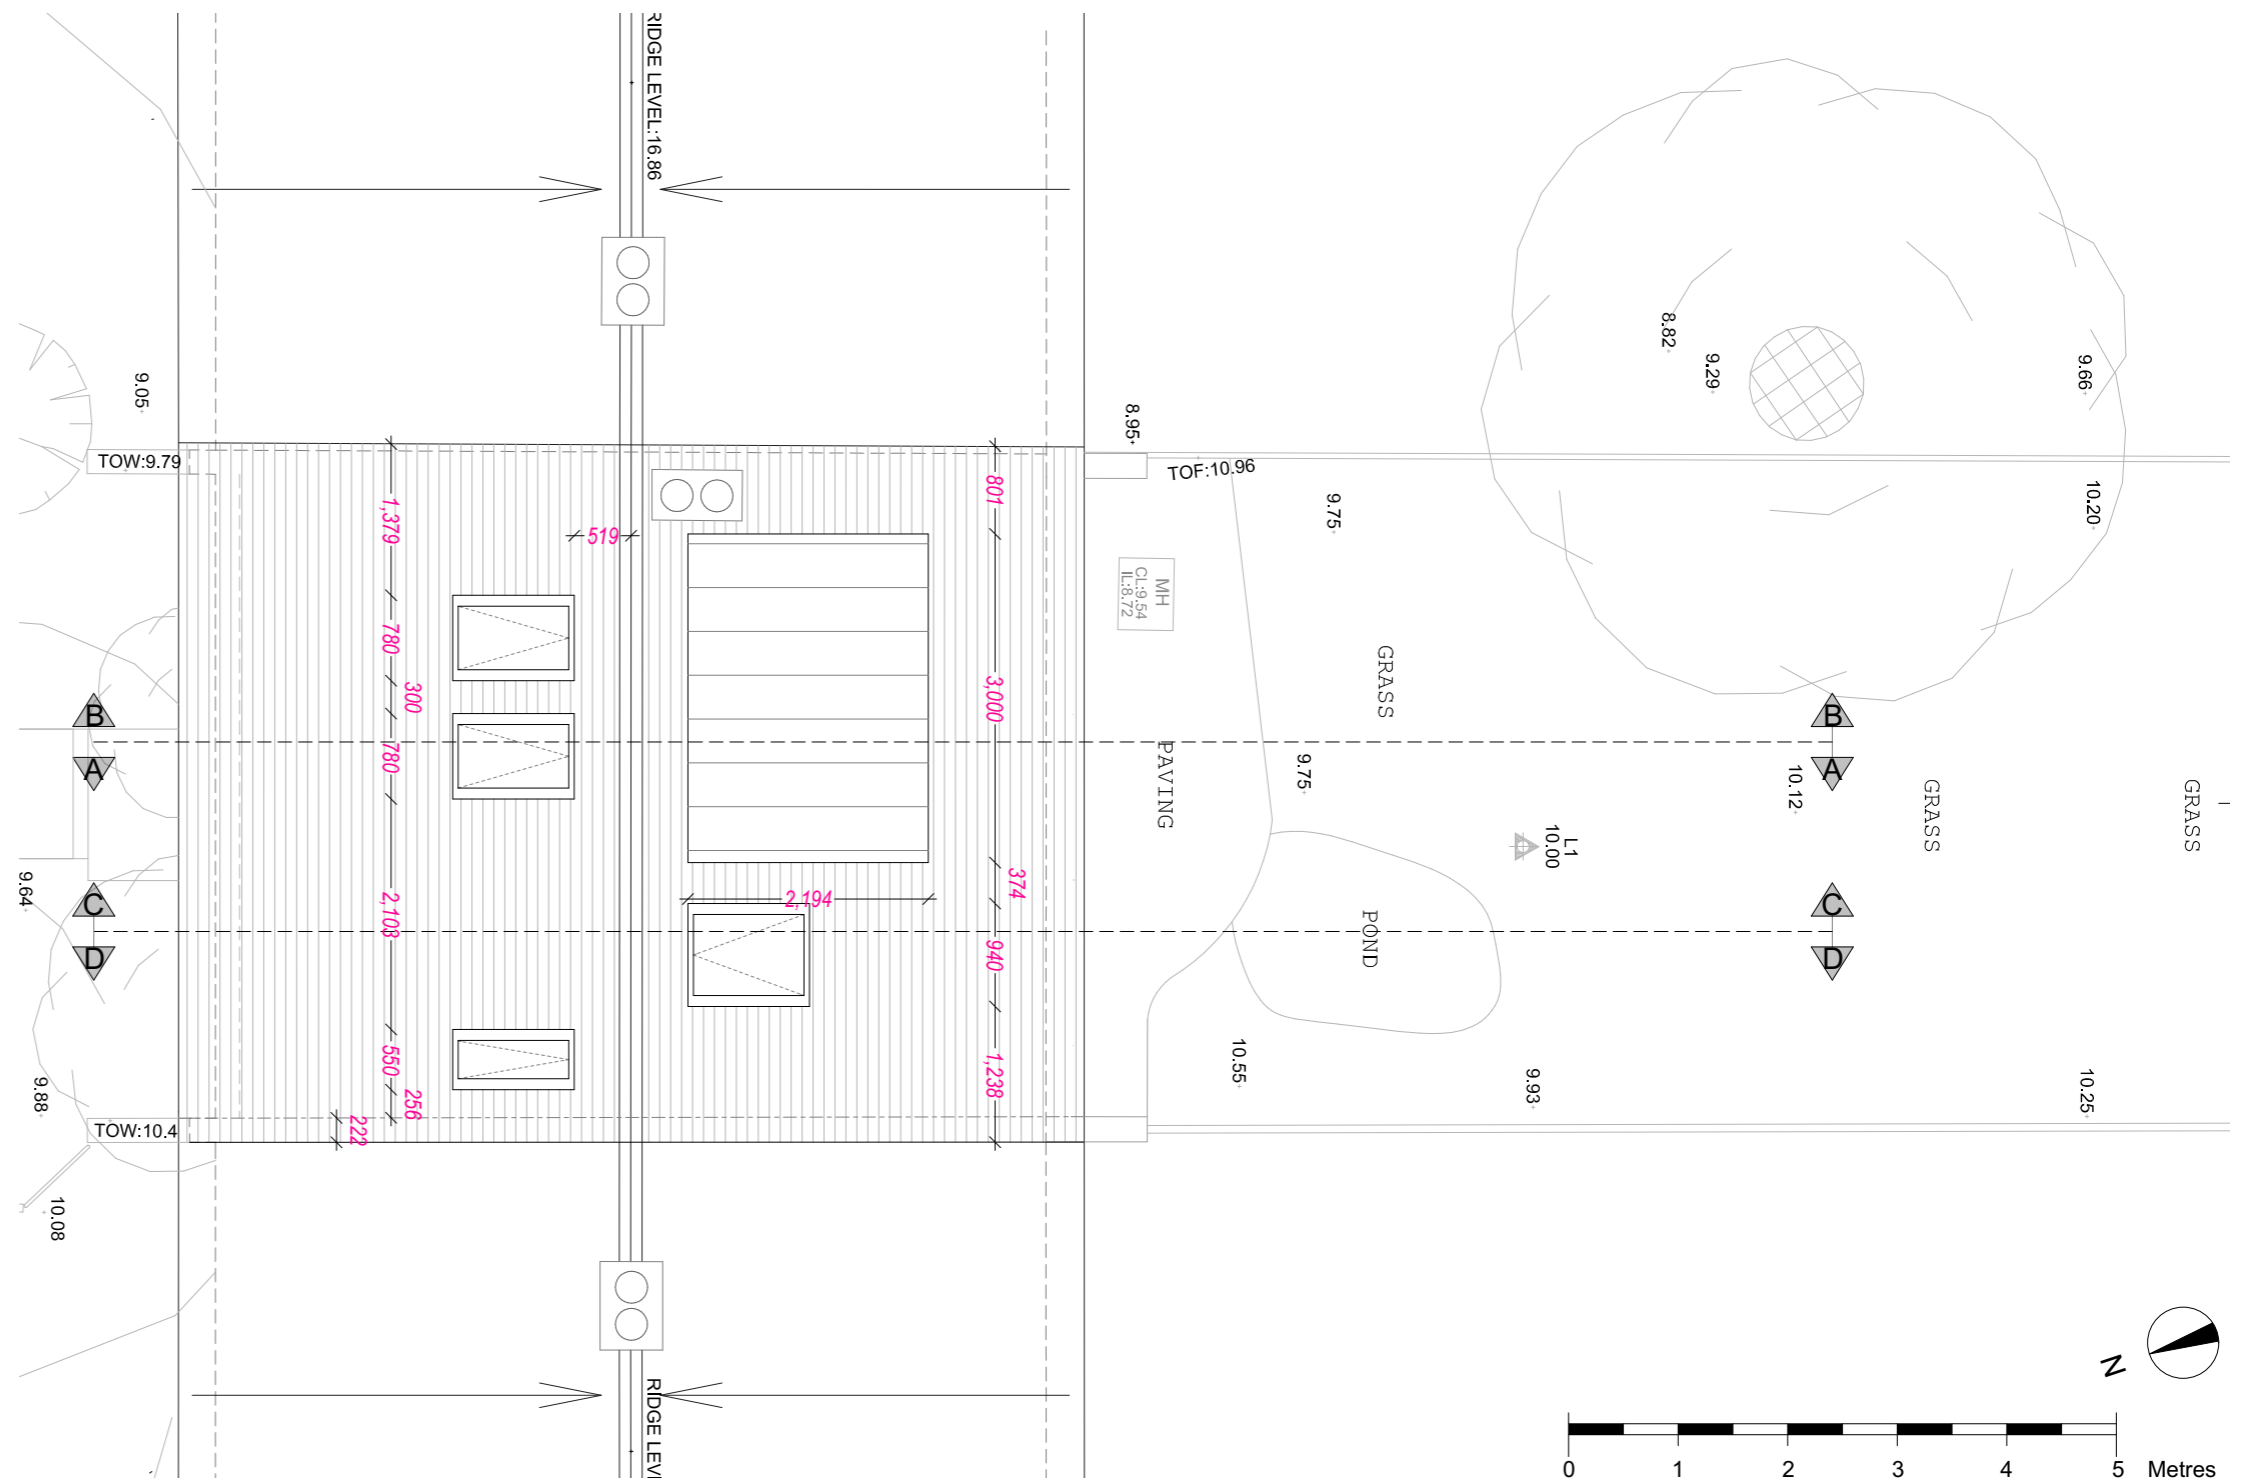 RIDGE LEVEL:16.86
9.05
TOW:9.79
8.95
TOF:10.96
8.82
9.29
9.66
10.20
9.75
1,379
519
801
780
300
780
3,000
MH
CL:9.54
IL:8.72
GRASS
B
A
B
A
PAVING
9.75
10.12
GRASS
GRASS
L1
10.00
374
2,194
9.64
C
D
C
D
2,103
940
POND
550
256
222
1,238
10.55
9.93
10.25
9.88
TOW:10.4
10.08
RIDGE LEV
N
0 1 2 3 4 5 Metres